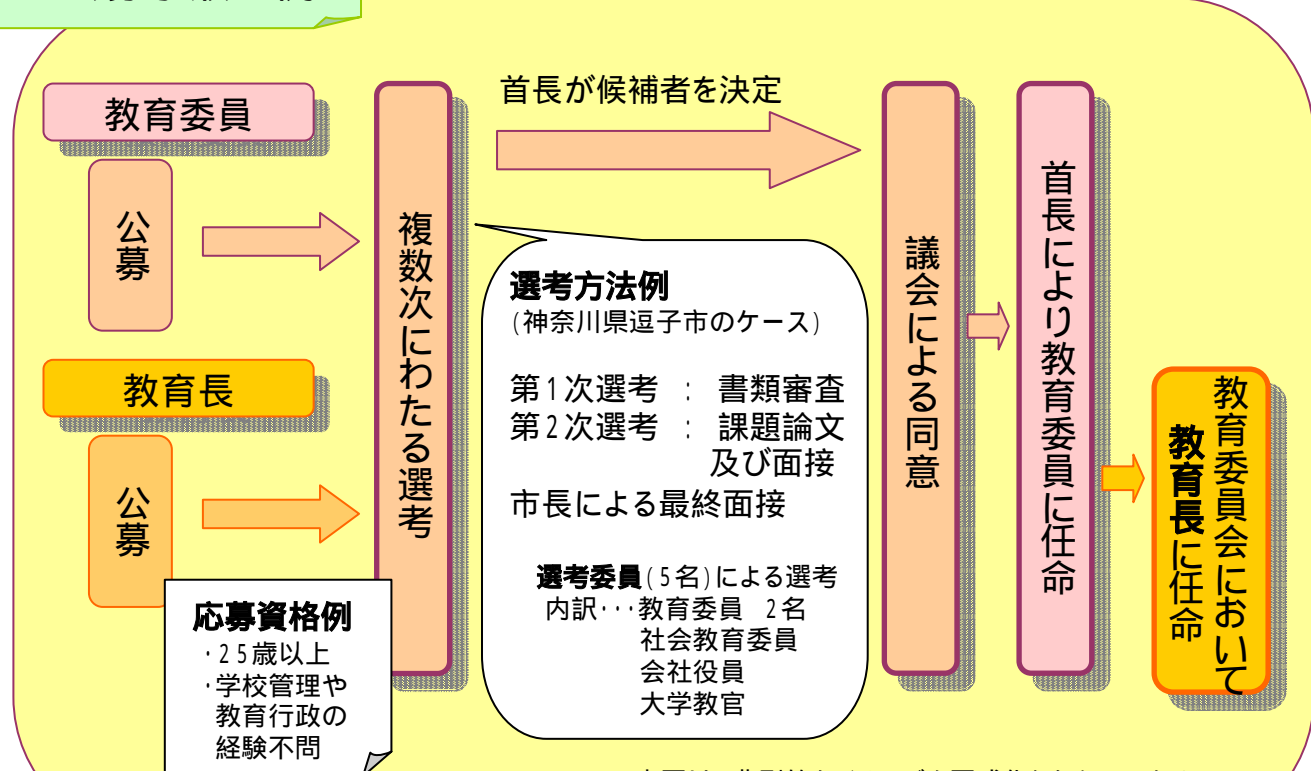 教育委員
公募
教育長
公募
応募資格例
・25歳以上
・学校管理や
教育行政の
経験不問
複数次にわたる選考
首長が候補者を決定
選考方法例
(神奈川県逗子市のケース)
第1次選考 : 書類審査
第2次選考 : 課題論文
及び面接
市長による最終面接
選考委員(5名)による選考
内訳・・・教育委員 2名
社会教育委員
会社役員
大学教官
議会による同意
首長により教育委員に任命
教育委員会において
教育長に任命